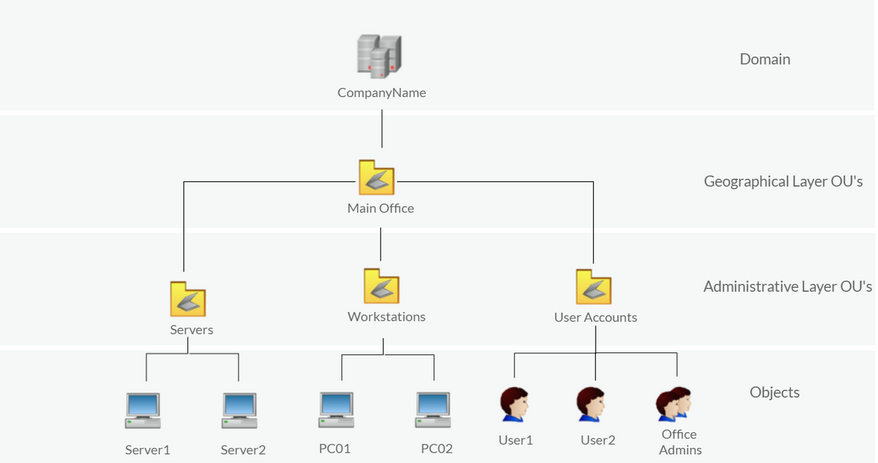 Domain
CompanyName
Geographical Layer OU's
Main Office
Administrative Layer OU's
Servers
Workstations
User Accounts
Objects
Server1
Server2
PC01
PC02
User1
User2
Office
Admins